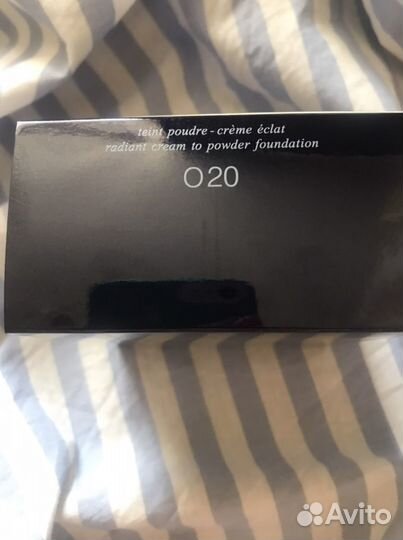 teint poudre - crème éclat
radiant cream to powder foundation
O20
Avito